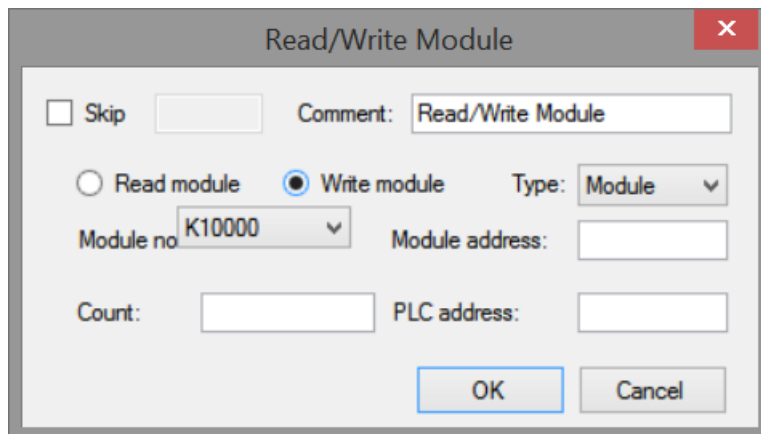 Read/Write Module
Skip Comment: Read/Write Module
Read module Write module Type: Module
Module no K10000 Module address:
Count: PLC address:
OK Cancel